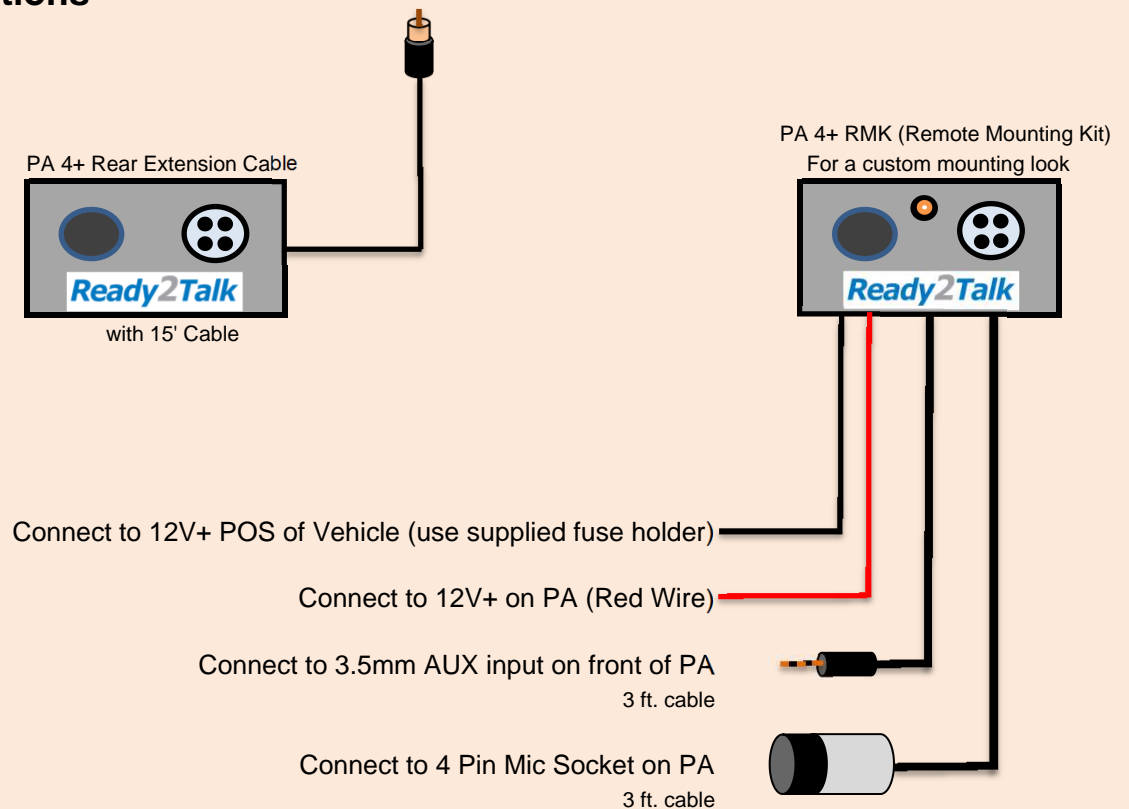 PA 4+ Rear Extension Cable
Ready2Talk
with 15' Cable
PA 4+ RMK (Remote Mounting Kit)
For a custom mounting look
Ready2Talk
Connect to 12V+ POS of Vehicle (use supplied fuse holder)
Connect to 12V+ on PA (Red Wire)
Connect to 3.5mm AUX input on front of PA
3 ft. cable
Connect to 4 Pin Mic Socket on PA
3 ft. cable